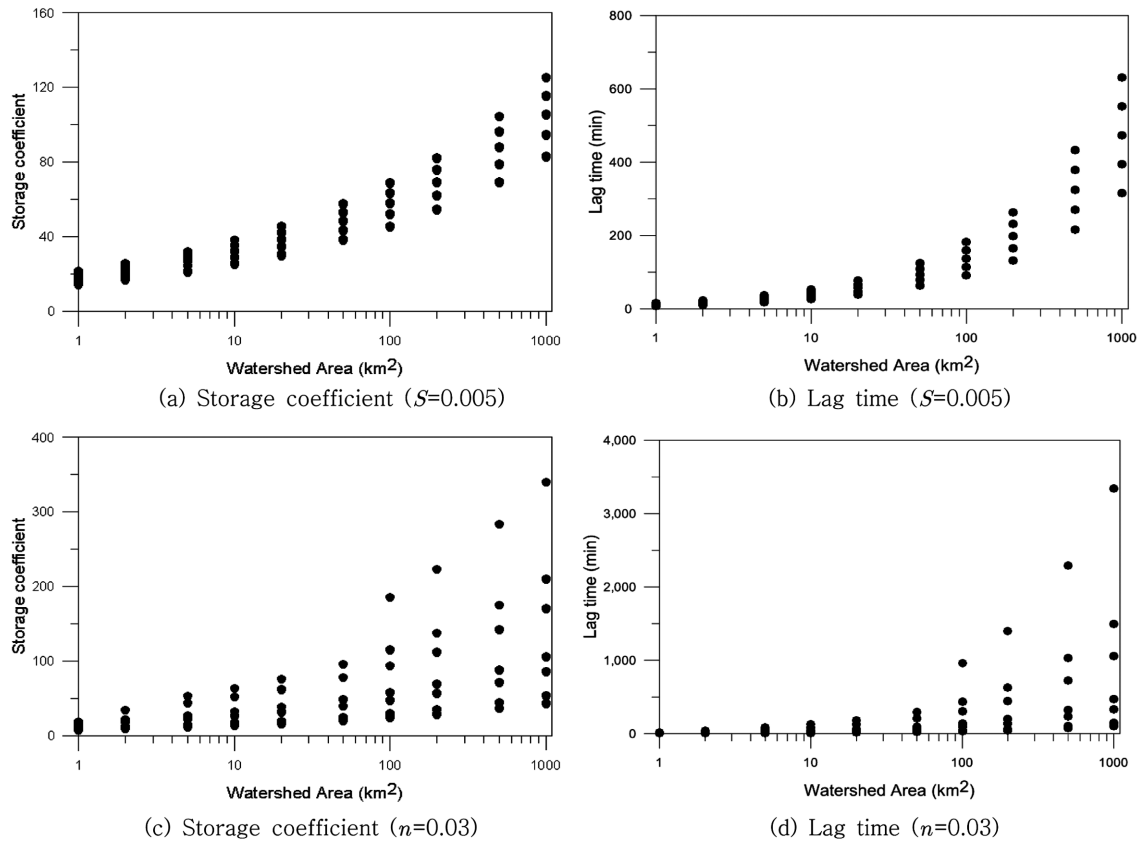 160
120
80
40
0
Storage coefficient
1 10 100 1000
Watershed Area (km²)
(a) Storage coefficient (S=0.005)
800
600
400
200
0
Lag time (min)
1 10 100 1000
Watershed Area (km²)
(b) Lag time (S=0.005)
400
300
200
100
0
Storage coefficient
1 10 100 1000
Watershed Area (km²)
(c) Storage coefficient (n=0.03)
4,000
3,000
2,000
1,000
0
Lag time (min)
1 10 100 1000
Watershed Area (km²)
(d) Lag time (n=0.03)